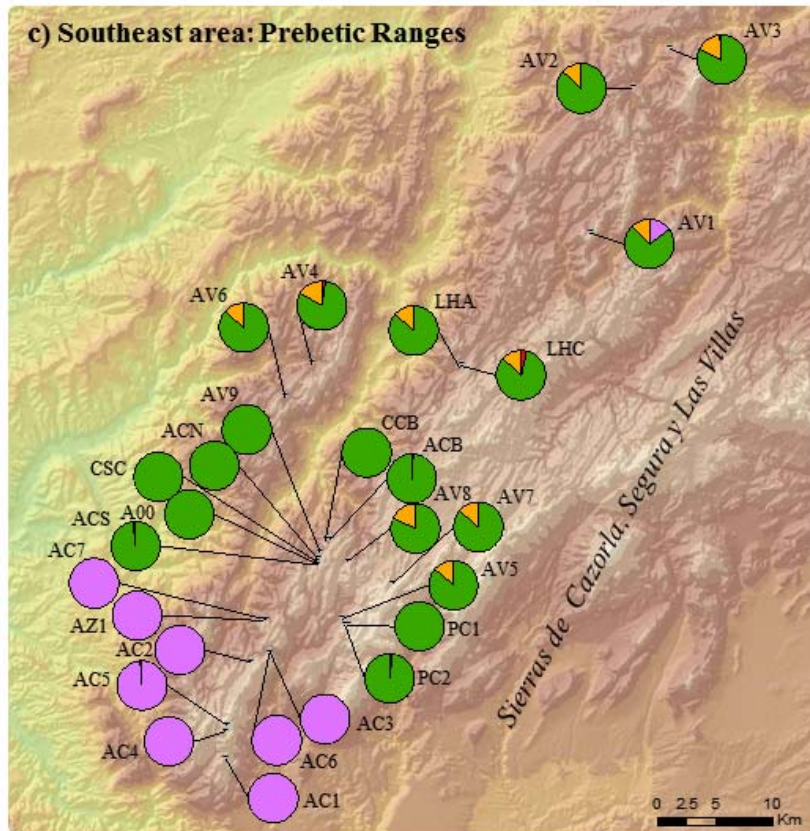 c) Southeast area: Prebetic Ranges
AV3
AV2
AV1
AV4
AV6
LHA
LHC
AV9
CCB
ACN
ACB
CSC
AV8
AV7
A00
ACS
AC7
AV5
AZ1
PC1
AC2
PC2
AC5
AC3
AC4
AC6
AC1
Sierras de Cazorla, Segura y Las Villas
0 2.5 5 10
Km